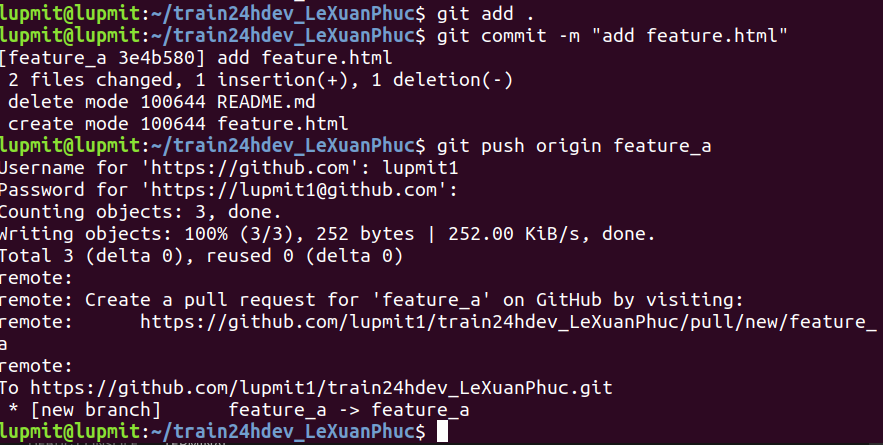 lupmit@lupmit:~/train24hdev_LeXuanPhuc$ git add .
lupmit@lupmit:~/train24hdev_LeXuanPhuc$ git commit -m "add feature.html"
[feature_a 3e4b580] add feature.html
 2 files changed, 1 insertion(+), 1 deletion(-)
 delete mode 100644 README.md
 create mode 100644 feature.html
lupmit@lupmit:~/train24hdev_LeXuanPhuc$ git push origin feature_a
Username for 'https://github.com': lupmit1
Password for 'https://lupmit1@github.com':
Counting objects: 3, done.
Writing objects: 100% (3/3), 252 bytes | 252.00 KiB/s, done.
Total 3 (delta 0), reused 0 (delta 0)
remote:
remote: Create a pull request for 'feature_a' on GitHub by visiting:
remote:      https://github.com/lupmit1/train24hdev_LeXuanPhuc/pull/new/feature_
a
remote:
To https://github.com/lupmit1/train24hdev_LeXuanPhuc.git
 * [new branch]      feature_a -> feature_a
lupmit@lupmit:~/train24hdev_LeXuanPhuc$